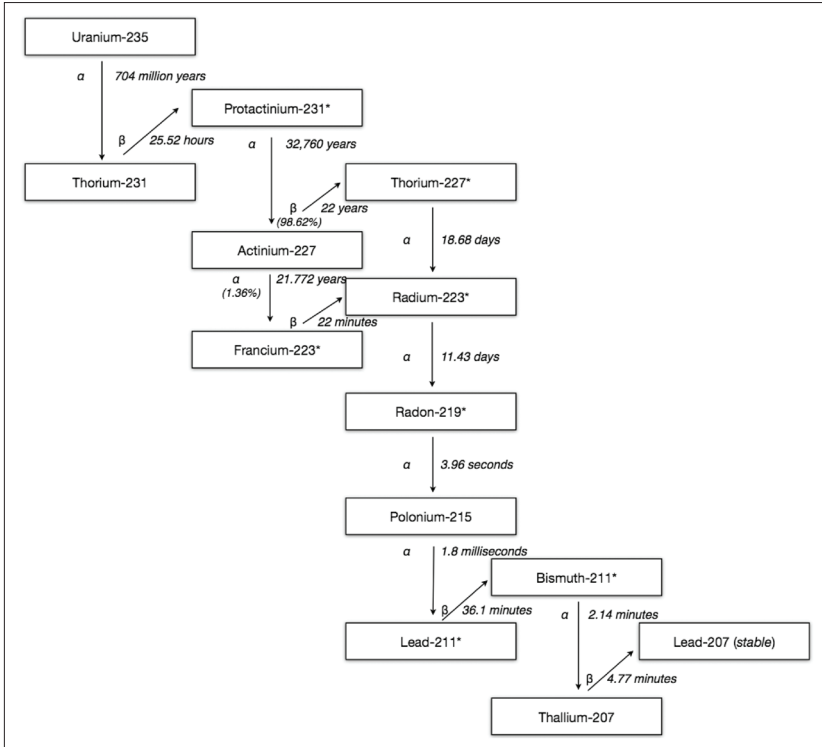 Uranium-235
α 704 million years
Protactinium-231*
β 25.52 hours
α 32,760 years
Thorium-231
Thorium-227*
β 22 years
(98.62%)
Actinium-227
α 18.68 days
α 21.772 years
(1.36%)
Radium-223*
β 22 minutes
Francium-223*
α 11.43 days
Radon-219*
α 3.96 seconds
Polonium-215
α 1.8 milliseconds
Bismuth-211*
β 36.1 minutes
α 2.14 minutes
Lead-211*
Lead-207 (stable)
β 4.77 minutes
Thallium-207